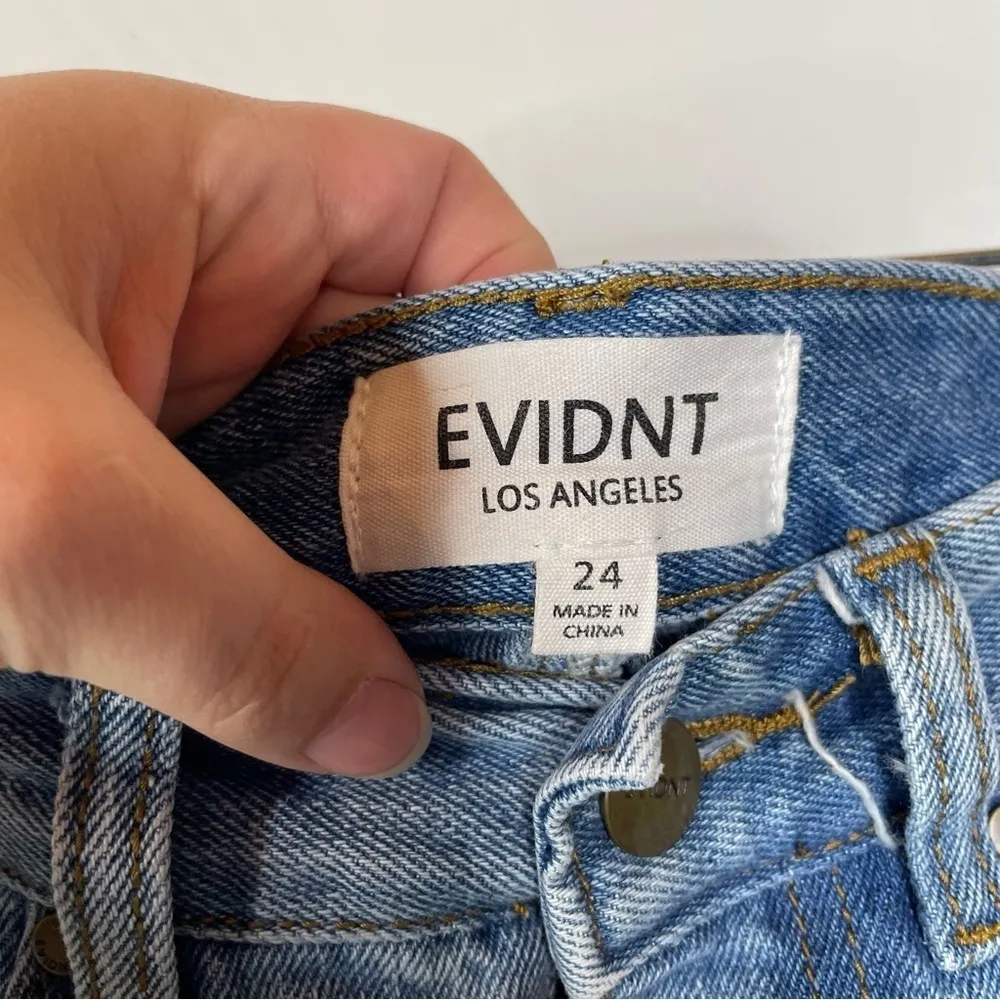 EVIDNT
LOS ANGELES
24
MADE IN
CHINA